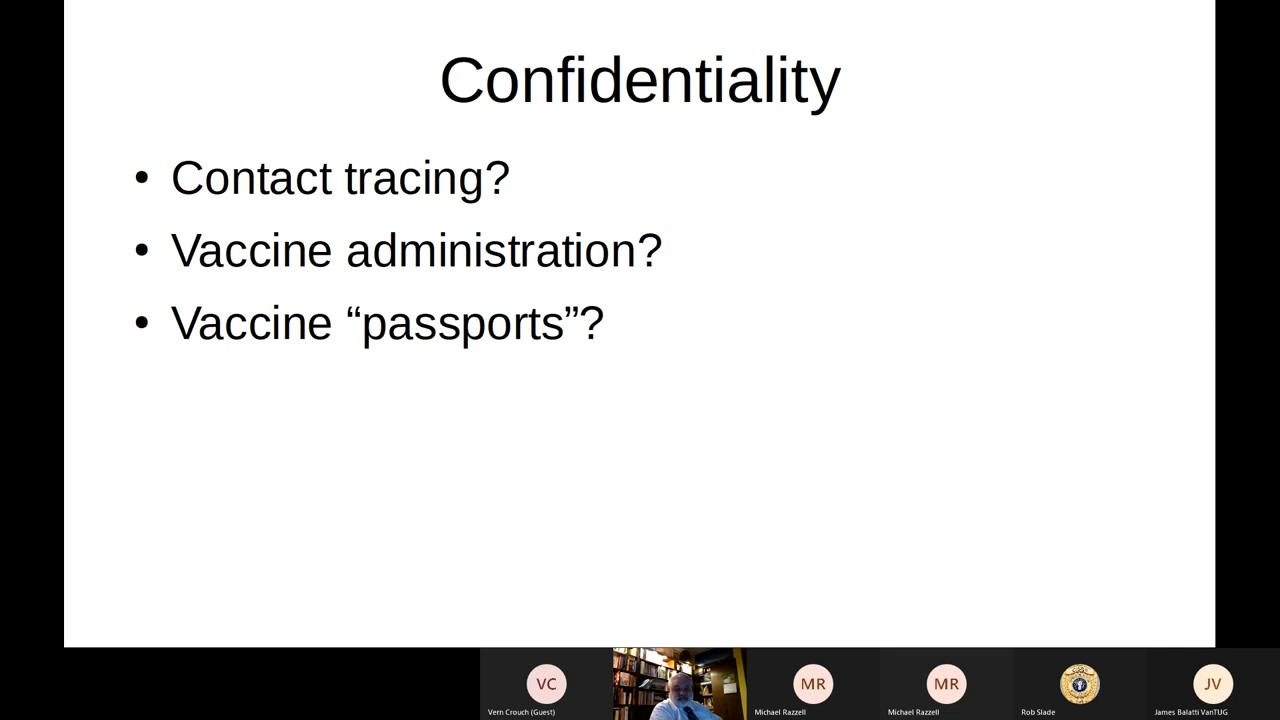 Confidentiality
• Contact tracing?
• Vaccine administration?
• Vaccine “passports”?
VC
MR
MR
JV
Vern Crouch (Guest)
Michael Razzell
Michael Razzell
Rob Slade
James Balatti VanTUG